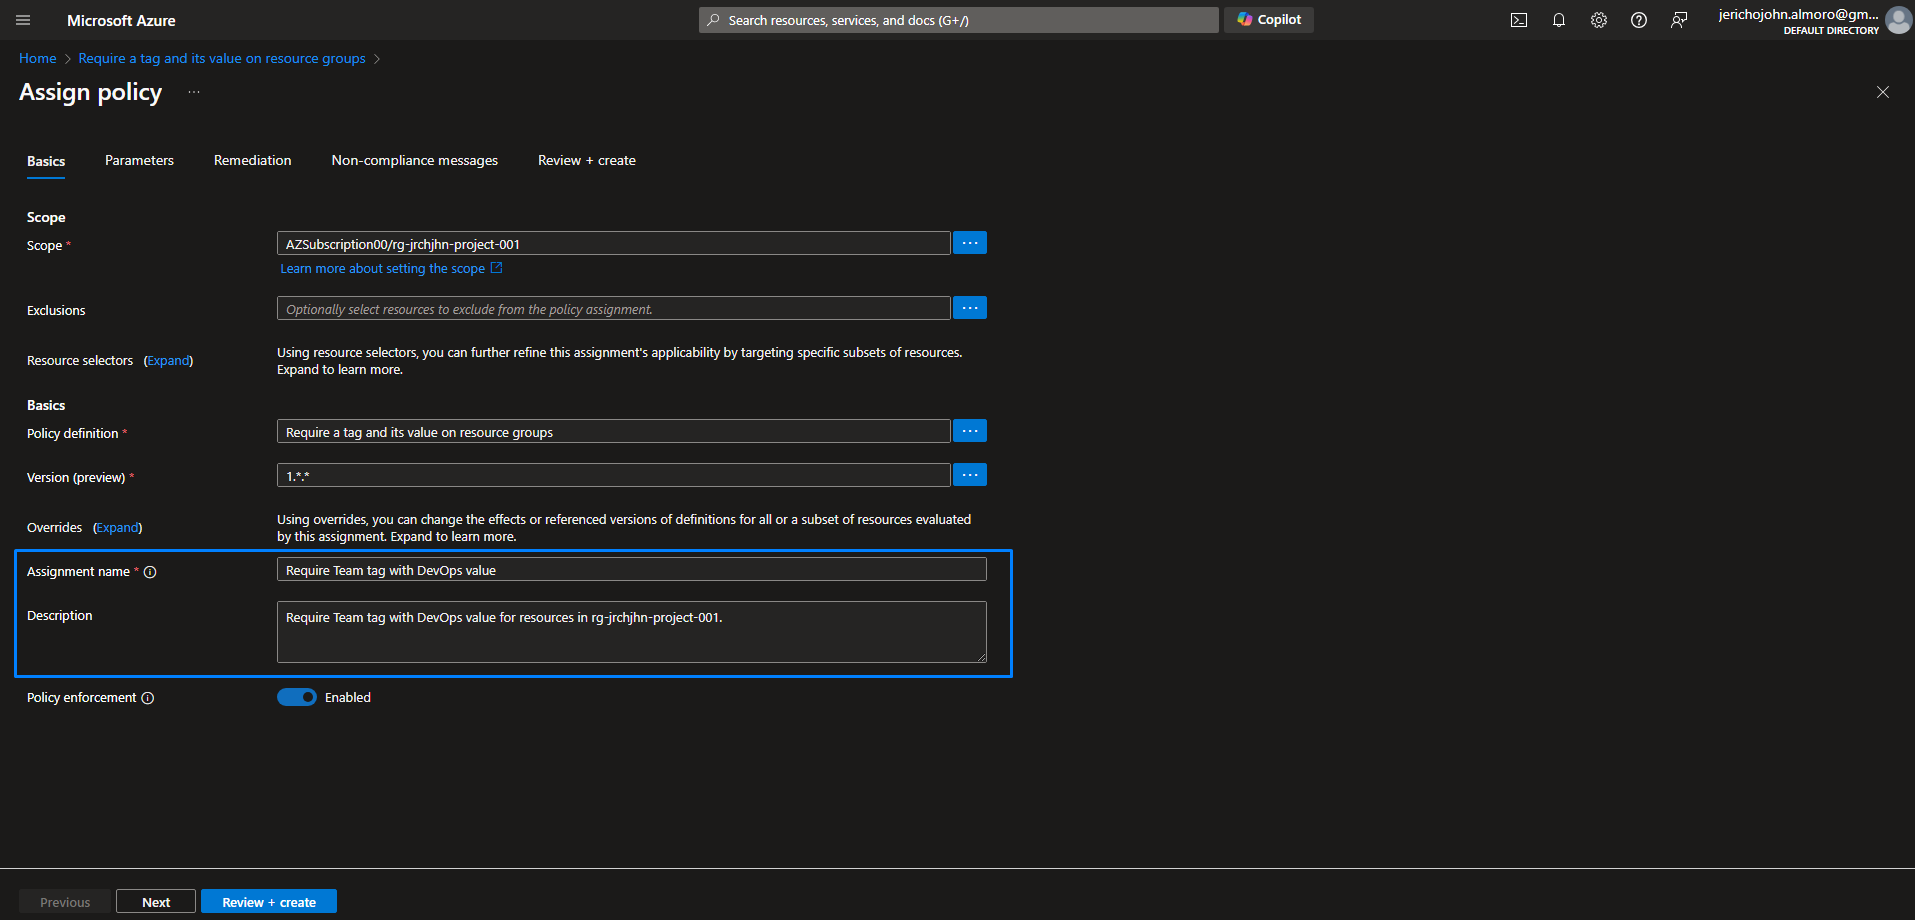 Microsoft Azure
Search resources, services, and docs (G+/)
Copilot
jerichojohn.almoro@gm...
DEFAULT DIRECTORY
Home > Require a tag and its value on resource groups >
Assign policy ...
Basics Parameters Remediation Non-compliance messages Review + create
Scope
Scope * AZSubscription00/rg-jrchjhn-project-001 ...
Learn more about setting the scope
Exclusions Optionally select resources to exclude from the policy assignment. ...
Resource selectors (Expand) Using resource selectors, you can further refine this assignment's applicability by targeting specific subsets of resources.
Expand to learn more.
Basics
Policy definition * Require a tag and its value on resource groups ...
Version (preview) * 1.*.* ...
Overrides (Expand) Using overrides, you can change the effects or referenced versions of definitions for all or a subset of resources evaluated
by this assignment. Expand to learn more.
Assignment name * Require Team tag with DevOps value
Description Require Team tag with DevOps value for resources in rg-jrchjhn-project-001.
Policy enforcement Enabled
Previous Next Review + create